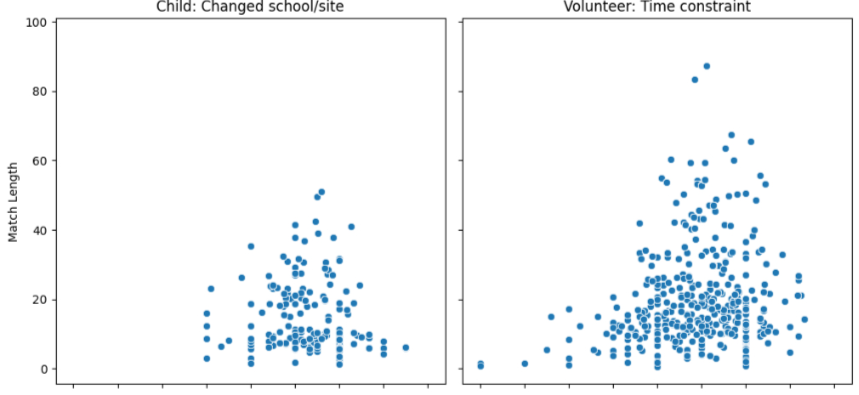 Child: Changed school/site
Volunteer: Time constraint
100
80
60
40
20
0
Match Length